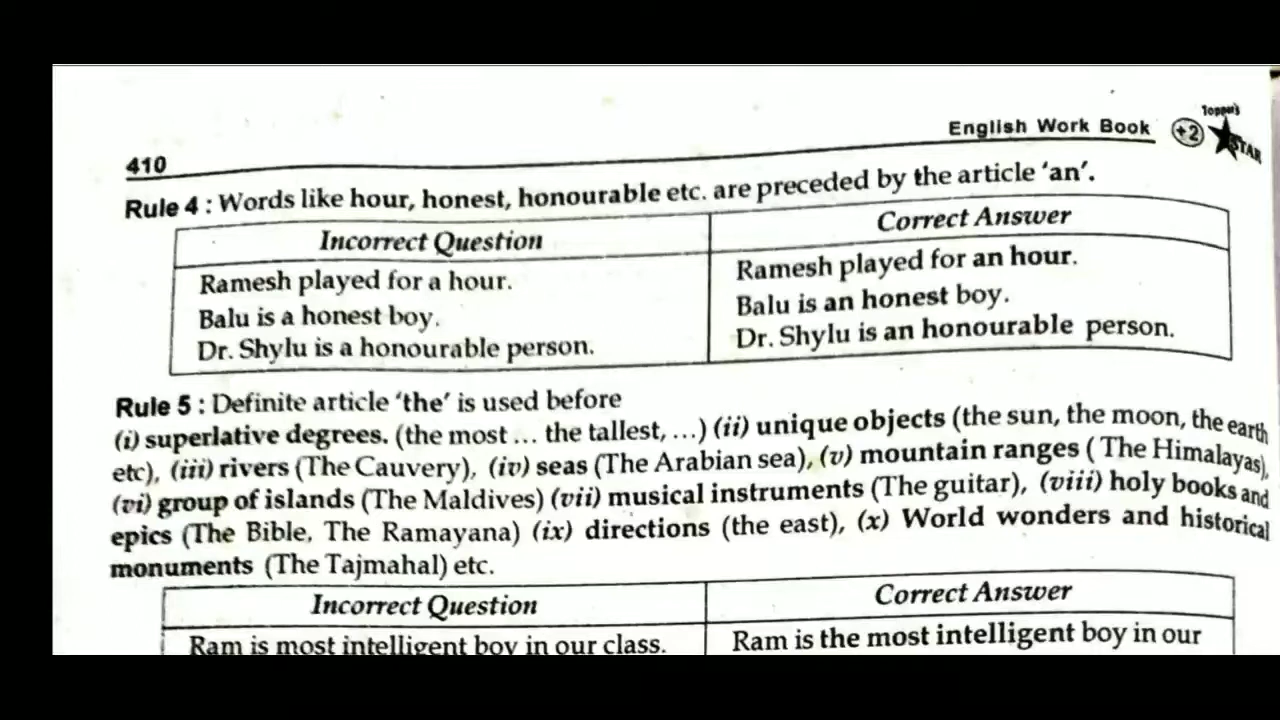 English Work Book +2 Topper's STAR
410
Rule 4 : Words like hour, honest, honourable etc. are preceded by the article ‘an’.
Incorrect Question Correct Answer
Ramesh played for a hour. Ramesh played for an hour.
Balu is a honest boy. Balu is an honest boy.
Dr. Shylu is a honourable person. Dr. Shylu is an honourable person.
Rule 5 : Definite article ‘the’ is used before
(i) superlative degrees. (the most ... the tallest, ...) (ii) unique objects (the sun, the moon, the earth
etc), (iii) rivers (The Cauvery), (iv) seas (The Arabian sea), (v) mountain ranges ( The Himalayas),
(vi) group of islands (The Maldives) (vii) musical instruments (The guitar), (viii) holy books and
epics (The Bible, The Ramayana) (ix) directions (the east), (x) World wonders and historical
monuments (The Tajmahal) etc.
Incorrect Question Correct Answer
Ram is most intelligent boy in our class. Ram is the most intelligent boy in our